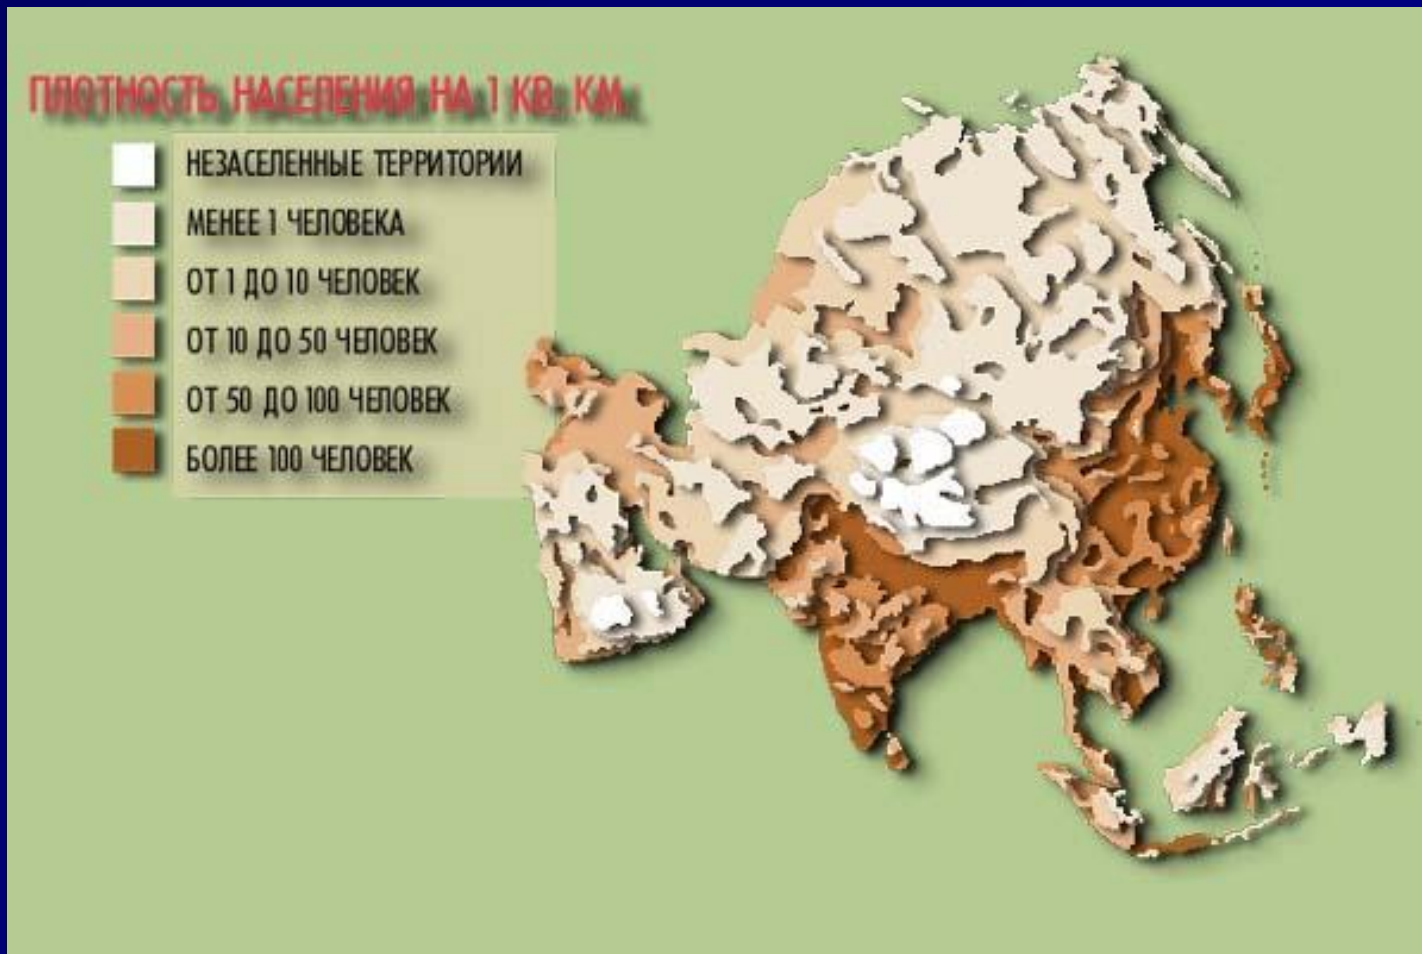 ПЛОТНОСТЬ НАСЕЛЕНИЯ НА 1 КВ. КМ.
НЕЗАСЕЛЕННЫЕ ТЕРРИТОРИИ
МЕНЕЕ 1 ЧЕЛОВЕКА
ОТ 1 ДО 10 ЧЕЛОВЕК
ОТ 10 ДО 50 ЧЕЛОВЕК
ОТ 50 ДО 100 ЧЕЛОВЕК
БОЛЕЕ 100 ЧЕЛОВЕК